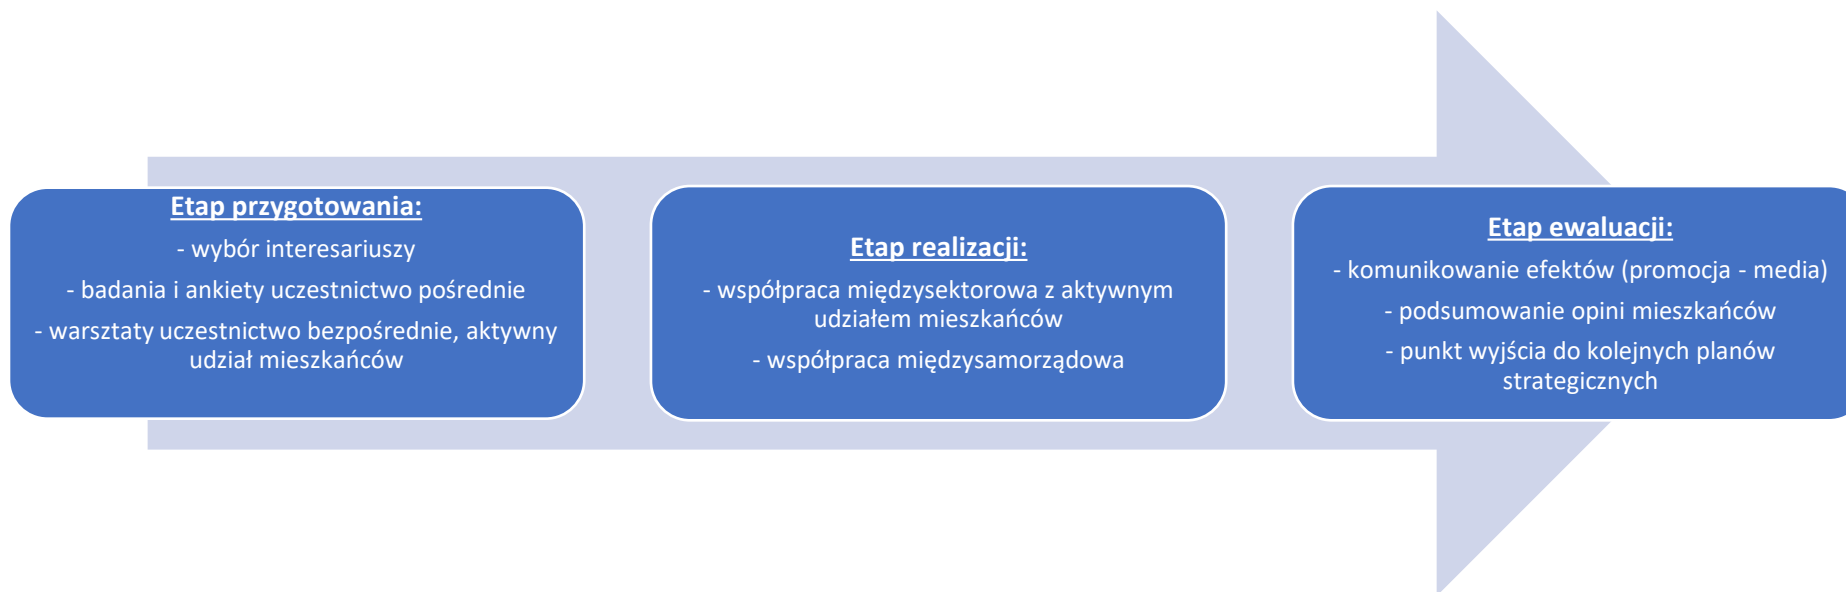 Etap przygotowania:
- wybór interesariuszy
- badania i ankiety uczestnictwo pośrednie
- warsztaty uczestnictwo bezpośrednie, aktywny
udział mieszkańców
Etap realizacji:
- współpraca międzysektorowa z aktywnym
udziałem mieszkańców
- współpraca międzysamorządowa
Etap ewaluacji:
- komunikowanie efektów (promocja - media)
- podsumowanie opini mieszkańców
- punkt wyjścia do kolejnych planów
strategicznych